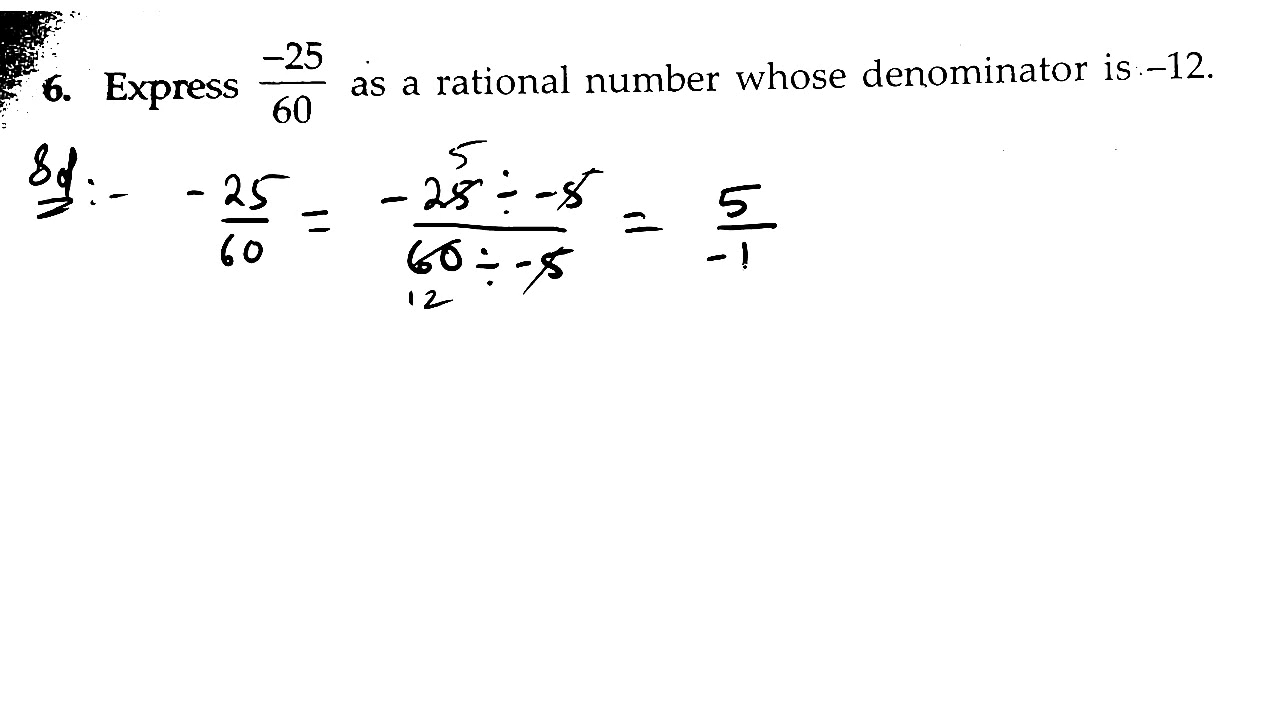 6. Express -25/60 as a rational number whose denominator is -12.
Sol:- -25/60 = -25 ÷ -5 / 60 ÷ -5 = 5/-1
5
12